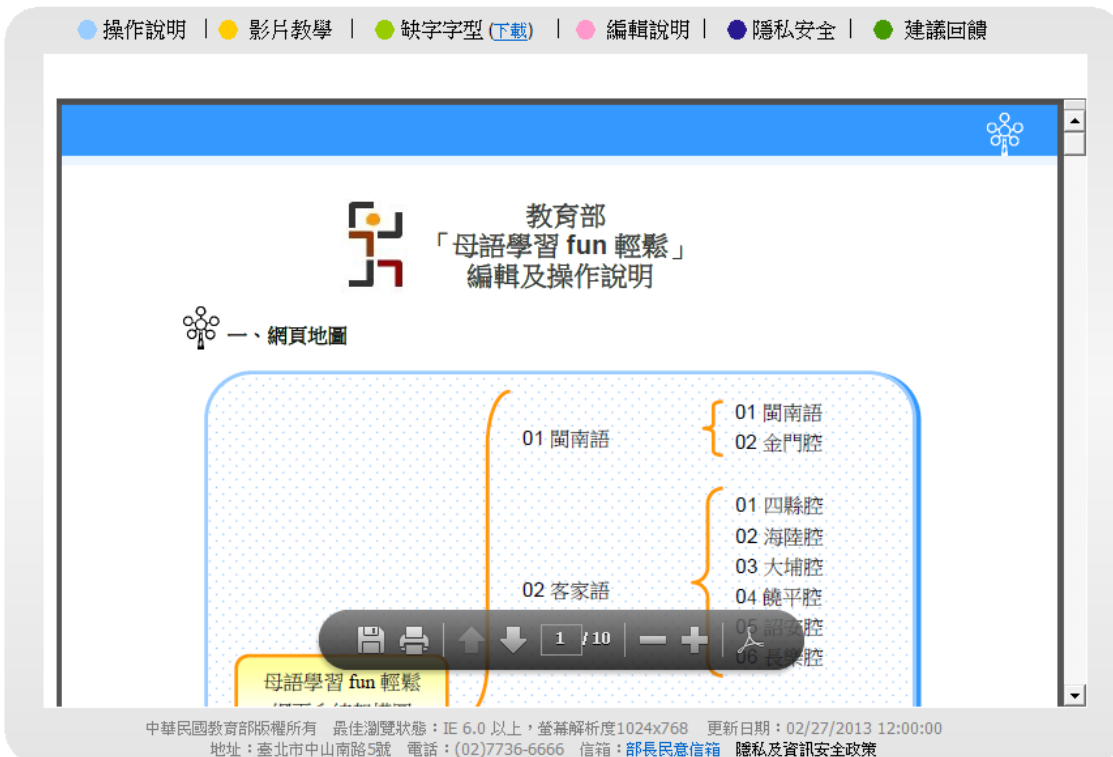 操作說明 | 影片教學 | 缺字字型 (下載) | 編輯說明 | 隱私安全 | 建議回饋
教育部
「母語學習 fun 輕鬆」
編輯及操作說明
一、網頁地圖
01 閩南語
01 閩南語
02 金門腔
02 客家語
01 四縣腔
02 海陸腔
03 大埔腔
04 饒平腔
05 詔安腔
06 長樂腔
1 / 10
母語學習 fun 輕鬆
中華民國教育部版權所有 最佳瀏覽狀態：IE 6.0 以上，螢幕解析度1024x768 更新日期：02/27/2013 12:00:00
地址：臺北市中山南路5號 電話：(02)7736-6666 信箱：部長民意信箱 隱私及資訊安全政策